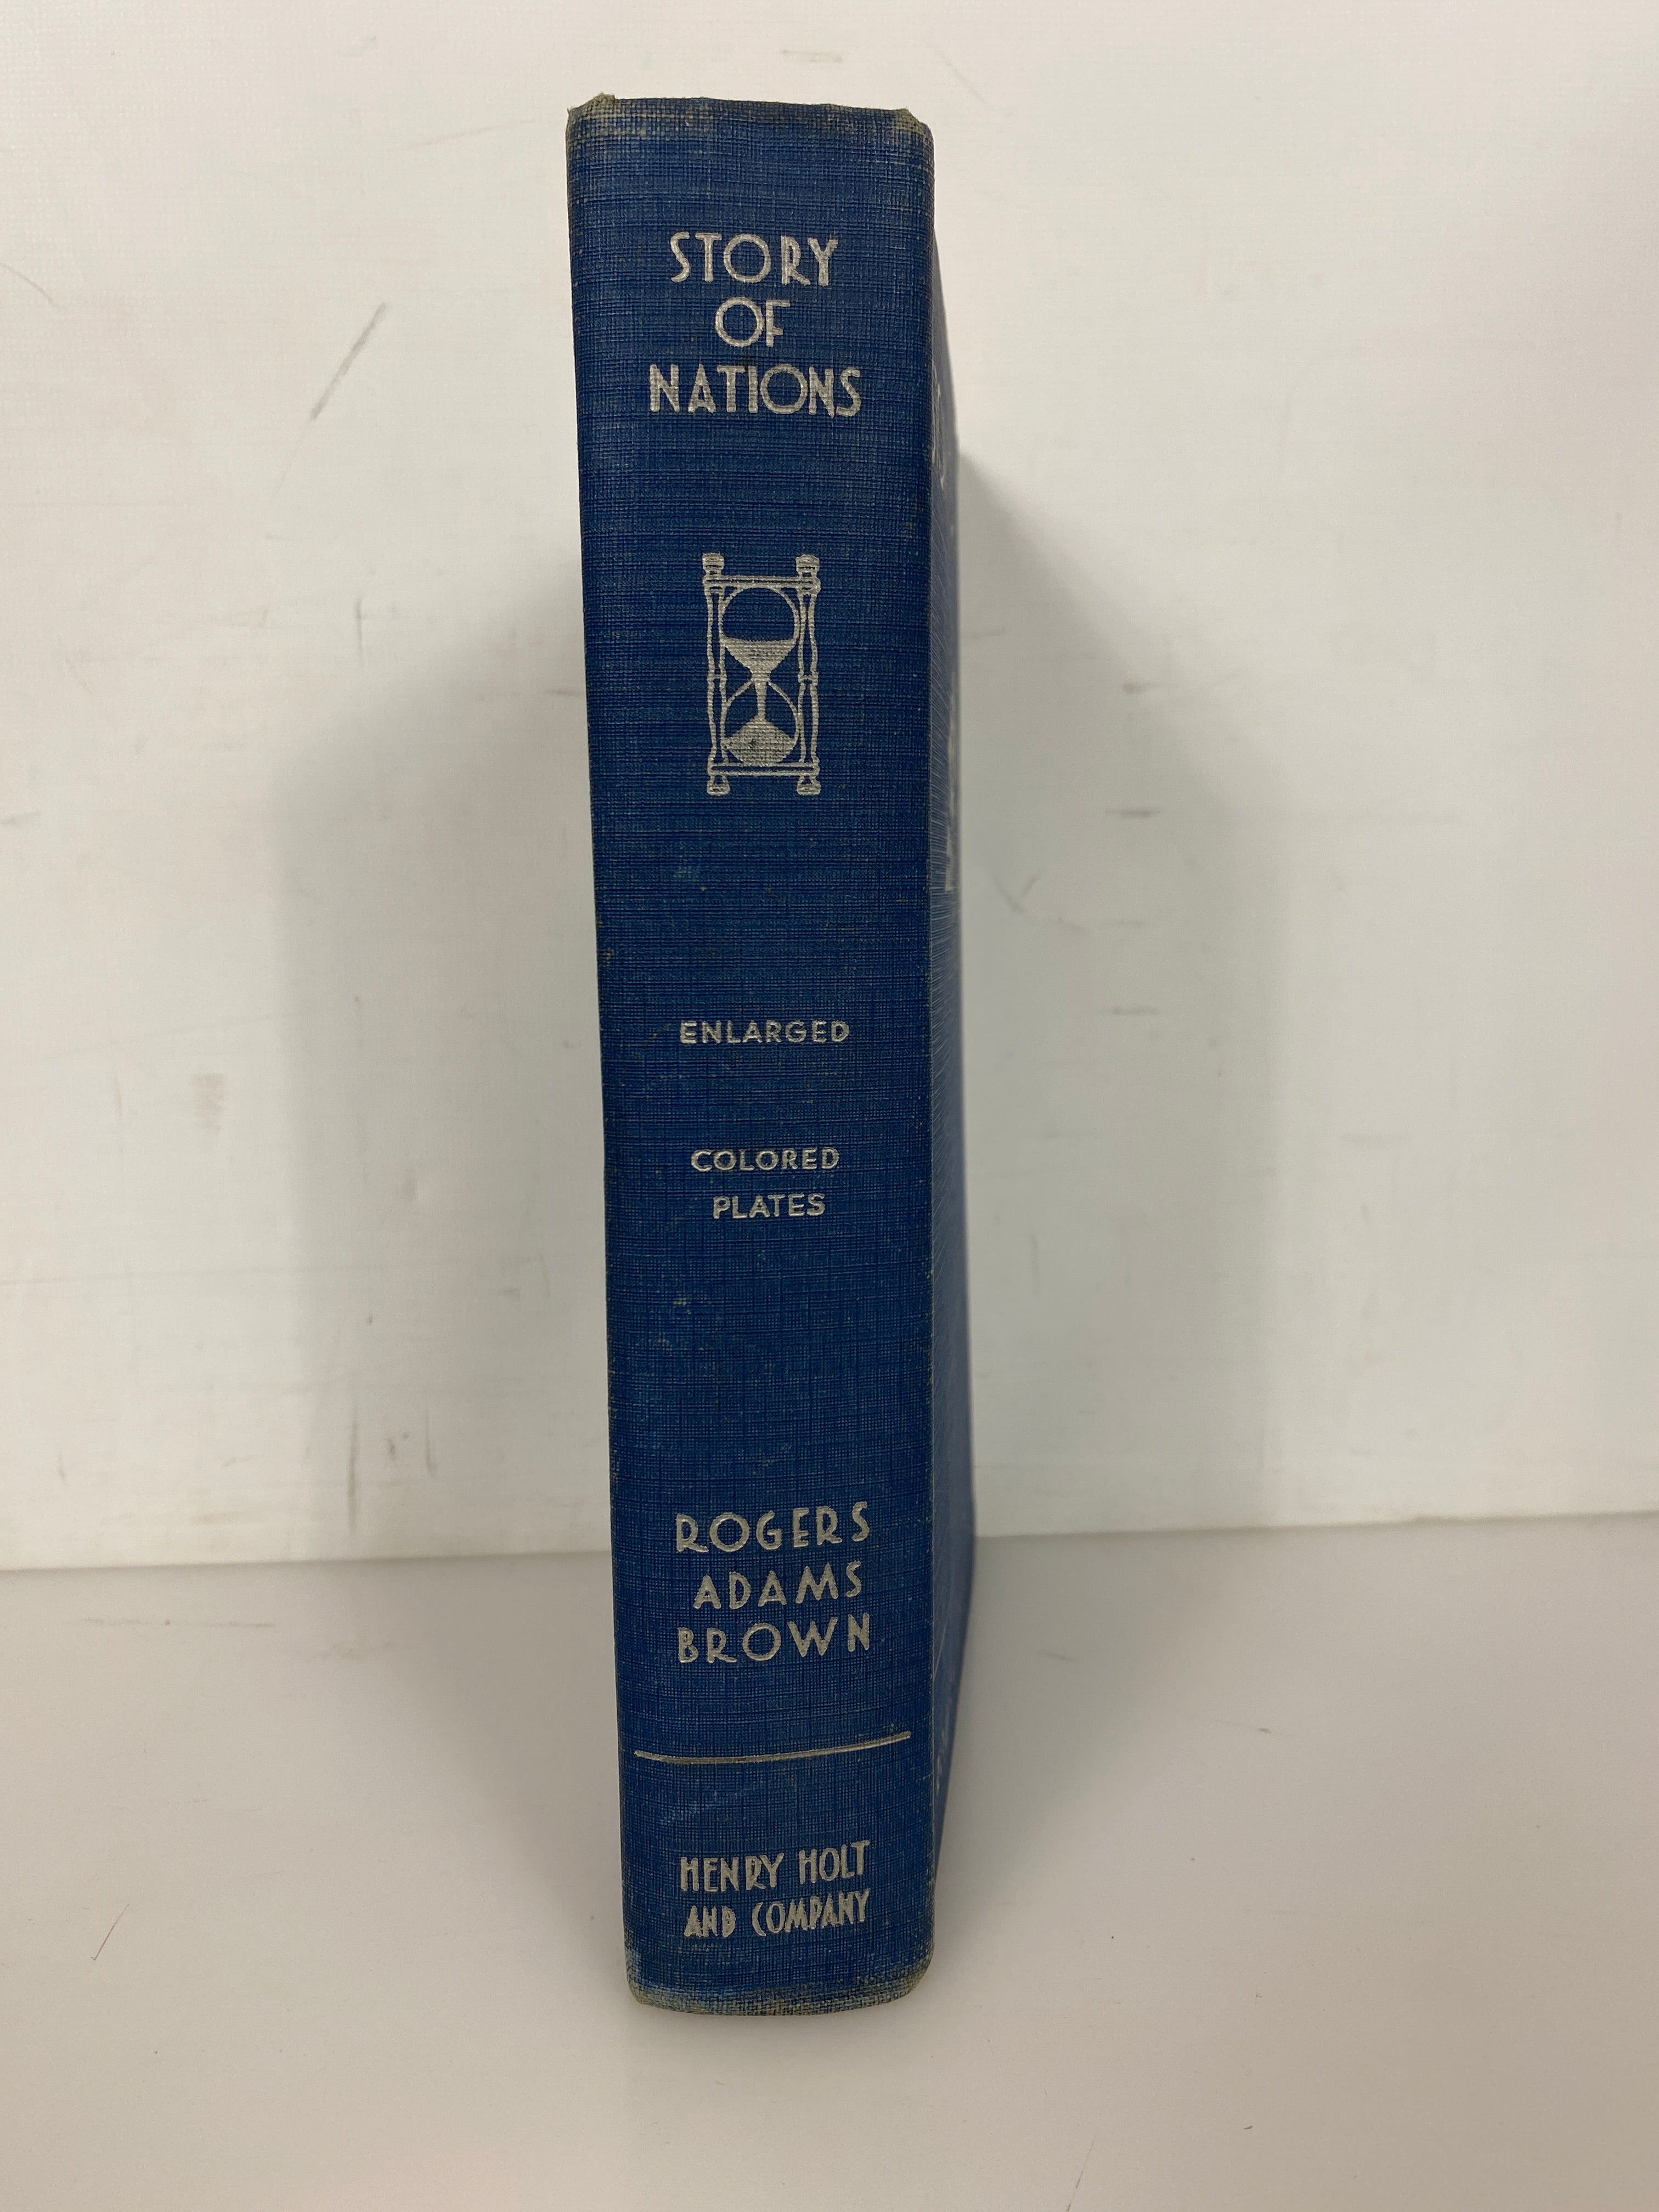 STORY
OF
NATIONS
ENLARGED
COLORED
PLATES
ROGERS
ADAMS
BROWN
HENRY HOLT
AND COMPANY